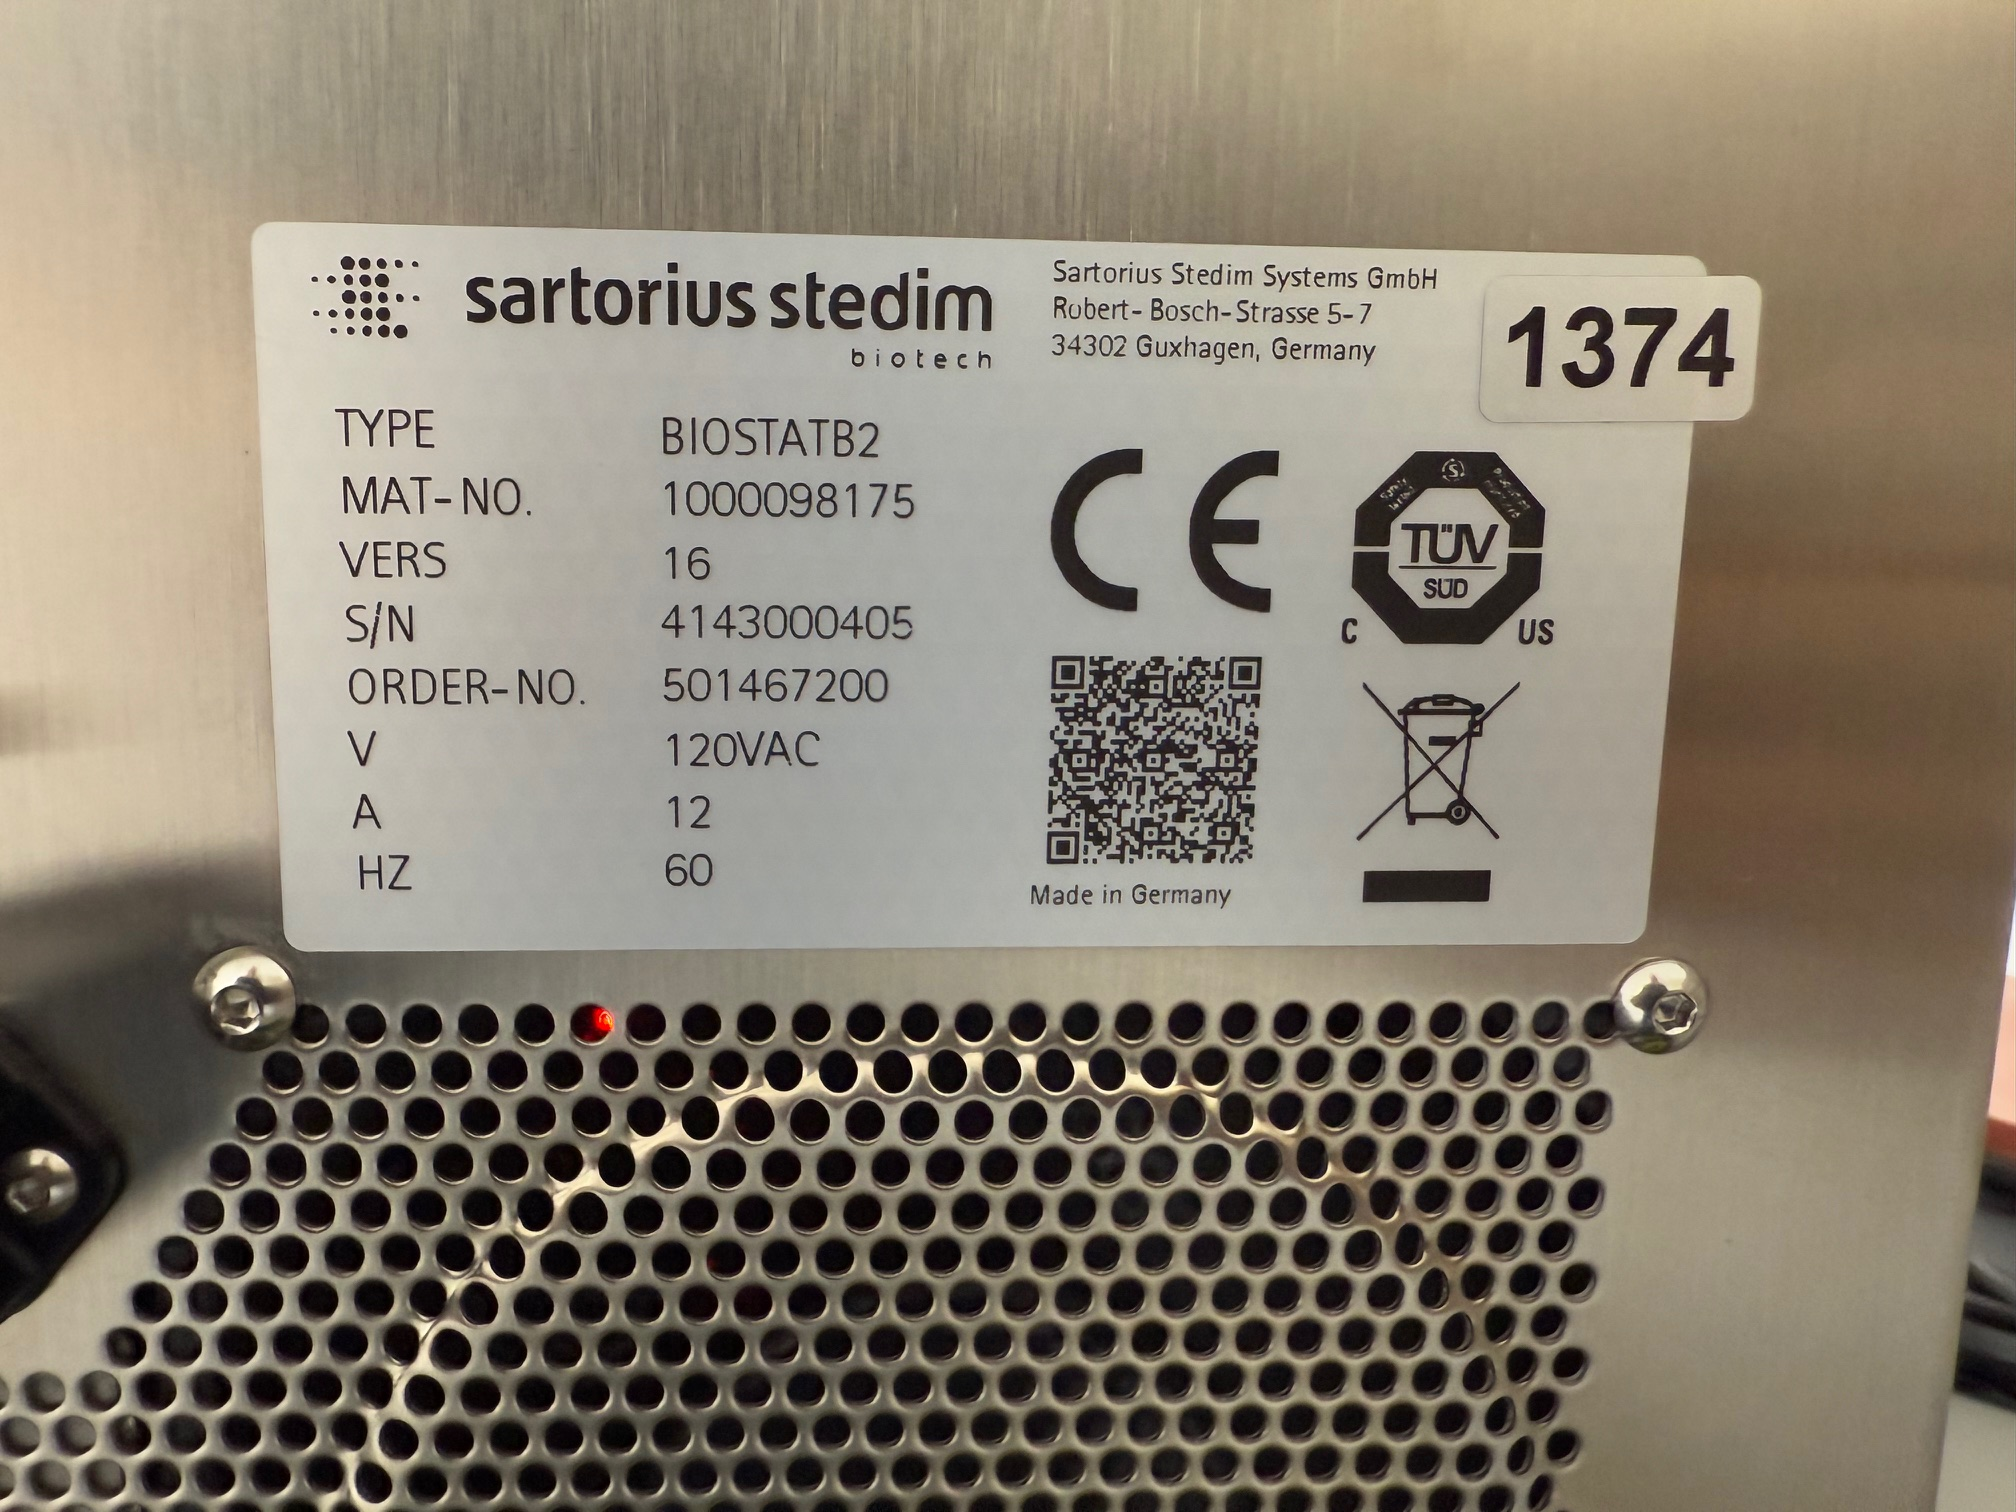 sartorius stedim
biotech
Sartorius Stedim Systems GmbH
Robert-Bosch-Strasse 5-7
34302 Guxhagen, Germany
1374
TYPE BIOSTATB2
MAT-NO. 1000098175
VERS 16
S/N 4143000405
ORDER-NO. 501467200
V 120VAC
A 12
HZ 60
CE
TÜV
SÜD
C US
Made in Germany